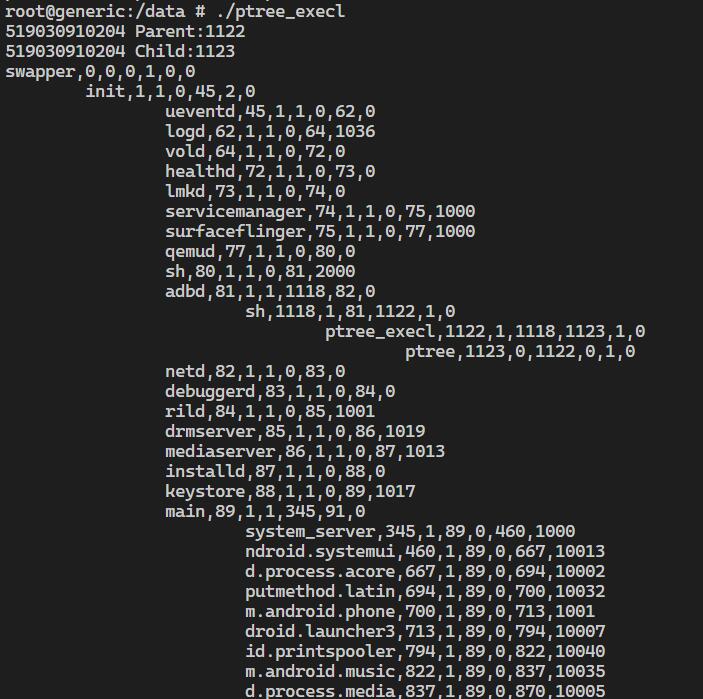 root@generic:/data # ./ptree_execl
519030910204 Parent:1122
519030910204 Child:1123
swapper,0,0,0,1,0,0
init,1,1,0,45,2,0
ueventd,45,1,1,0,62,0
logd,62,1,1,0,64,1036
vold,64,1,1,0,72,0
healthd,72,1,1,0,73,0
lmkd,73,1,1,0,74,0
servicemanager,74,1,1,0,75,1000
surfaceflinger,75,1,1,0,77,1000
qemud,77,1,1,0,80,0
sh,80,1,1,0,81,2000
adbd,81,1,1,1118,82,0
sh,1118,1,81,1122,1,0
ptree_execl,1122,1,1118,1123,1,0
ptree,1123,0,1122,0,1,0
netd,82,1,1,0,83,0
debuggerd,83,1,1,0,84,0
rild,84,1,1,0,85,1001
drmserver,85,1,1,0,86,1019
mediaserver,86,1,1,0,87,1013
installd,87,1,1,0,88,0
keystore,88,1,1,0,89,1017
main,89,1,1,345,91,0
system_server,345,1,89,0,460,1000
ndroid.systemui,460,1,89,0,667,10013
d.process.acore,667,1,89,0,694,10002
putmethod.latin,694,1,89,0,700,10032
m.android.phone,700,1,89,0,713,1001
droid.launcher3,713,1,89,0,794,10007
id.printspooler,794,1,89,0,822,10040
m.android.music,822,1,89,0,837,10035
d.process.media,837,1,89,0,870,10005